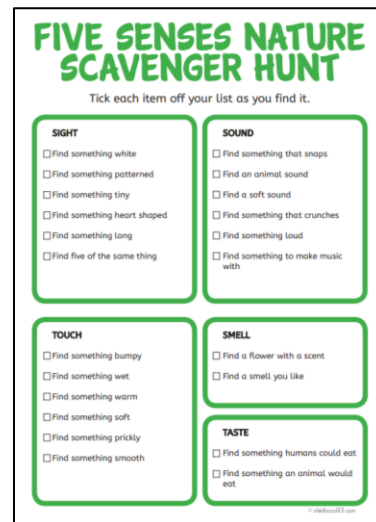 FIVE SENSES NATURE
SCAVENGER HUNT
Tick each item off your list as you find it.
SIGHT
Find something white
Find something patterned
Find something tiny
Find something heart shaped
Find something long
Find five of the same thing
SOUND
Find something that snaps
Find an animal sound
Find a soft sound
Find something that crunches
Find something loud
Find something to make music
with
TOUCH
Find something bumpy
Find something wet
Find something warm
Find something soft
Find something prickly
Find something smooth
SMELL
Find a flower with a scent
Find a smell you like
TASTE
Find something humans could eat
Find something an animal would
eat
© childhood101.com